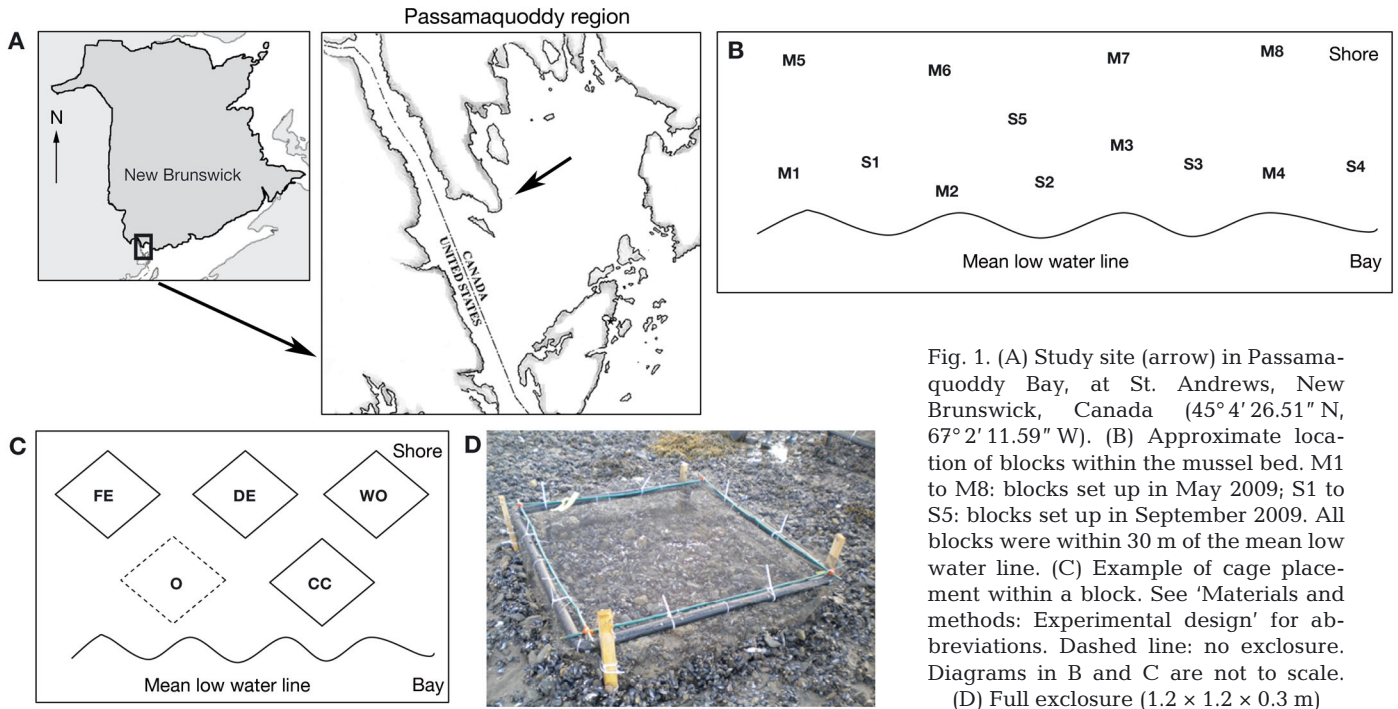 Passamaquoddy region
A
N
New Brunswick
CANADA
UNITED STATES
B
M5
M6
M7
M8
Shore
S5
M3
M1
S1
M2
S2
S3
M4
S4
Mean low water line
Bay
C
Shore
FE
DE
WO
O
CC
Mean low water line
Bay
D
Fig. 1. (A) Study site (arrow) in Passama-
quoddy Bay, at St. Andrews, New
Brunswick, Canada (45° 4′ 26.51″ N,
67° 2′ 11.59″ W). (B) Approximate loca-
tion of blocks within the mussel bed. M1
to M8: blocks set up in May 2009; S1 to
S5: blocks set up in September 2009. All
blocks were within 30 m of the mean low
water line. (C) Example of cage place-
ment within a block. See ‘Materials and
methods: Experimental design’ for ab-
breviations. Dashed line: no exclosure.
Diagrams in B and C are not to scale.
(D) Full exclosure (1.2 × 1.2 × 0.3 m)